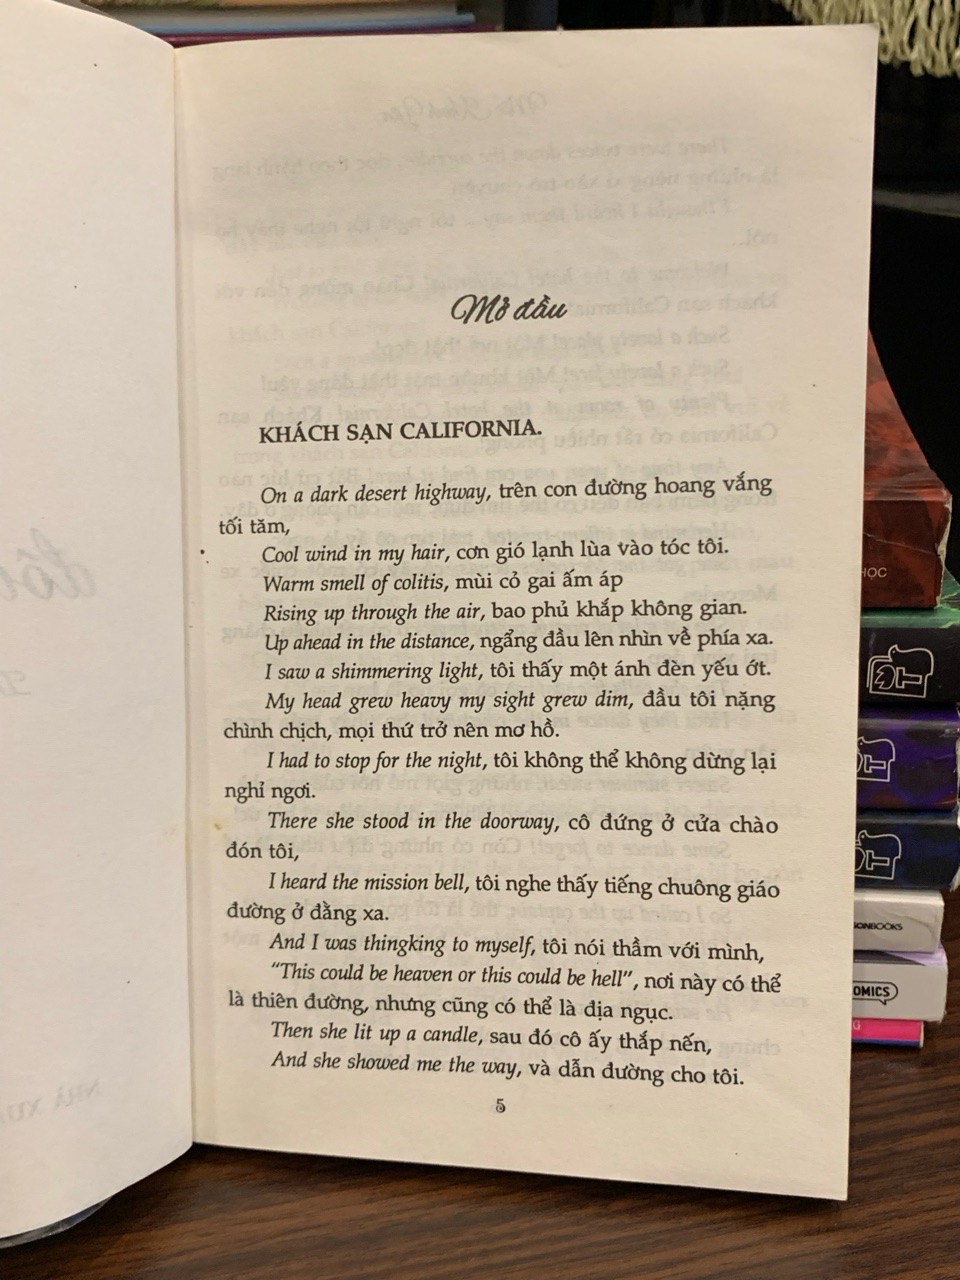 Mở đầu
KHÁCH SẠN CALIFORNIA.
On a dark desert highway, trên con đường hoang vắng
tối tăm,
Cool wind in my hair, cơn gió lạnh lùa vào tóc tôi.
Warm smell of colitis, mùi cỏ gai ấm áp
Rising up through the air, bao phủ khắp không gian.
Up ahead in the distance, ngẩng đầu lên nhìn về phía xa.
I saw a shimmering light, tôi thấy một ánh đèn yếu ớt.
My head grew heavy my sight grew dim, đầu tôi nặng
chình chịch, mọi thứ trở nên mơ hồ.
I had to stop for the night, tôi không thể không dừng lại
nghỉ ngơi.
There she stood in the doorway, cô đứng ở cửa chào
đón tôi,
I heard the mission bell, tôi nghe thấy tiếng chuông giáo
đường ở đằng xa.
And I was thingking to myself, tôi nói thầm với mình,
“This could be heaven or this could be hell”, nơi này có thể
là thiên đường, nhưng cũng có thể là địa ngục.
Then she lit up a candle, sau đó cô ấy thắp nến,
And she showed me the way, và dẫn đường cho tôi.
5
HỌC
OMICS